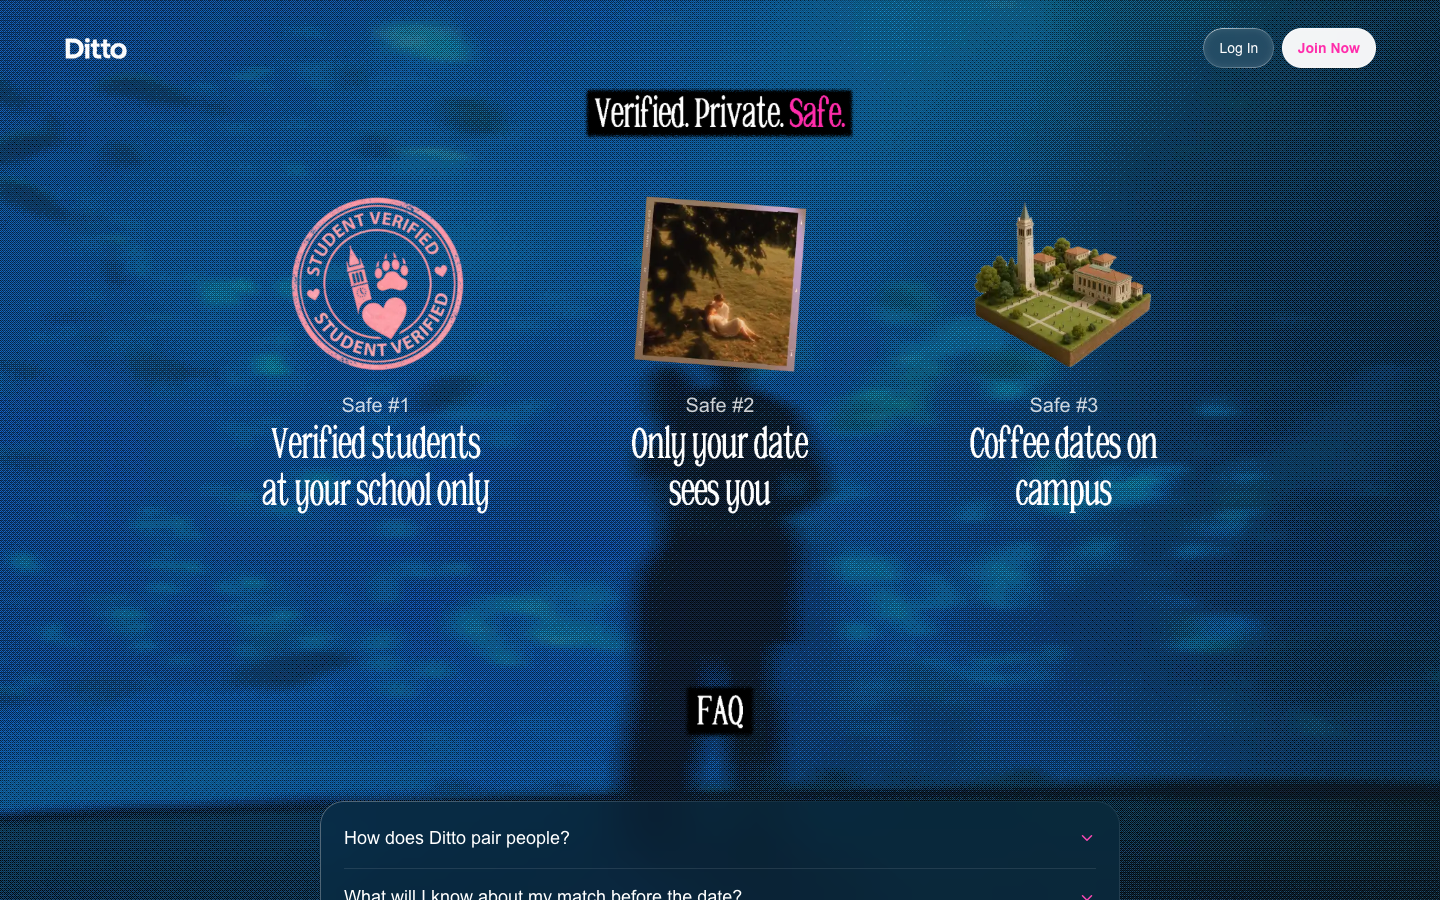 Ditto
Log In
Join Now
Verified. Private. Safe.
STUDENT VERIFIED
STUDENT VERIFIED
Safe #1
Verified students
at your school only
Safe #2
Only your date
sees you
Safe #3
Coffee dates on
campus
FAQ
How does Ditto pair people?
What will I know about my match before the date?